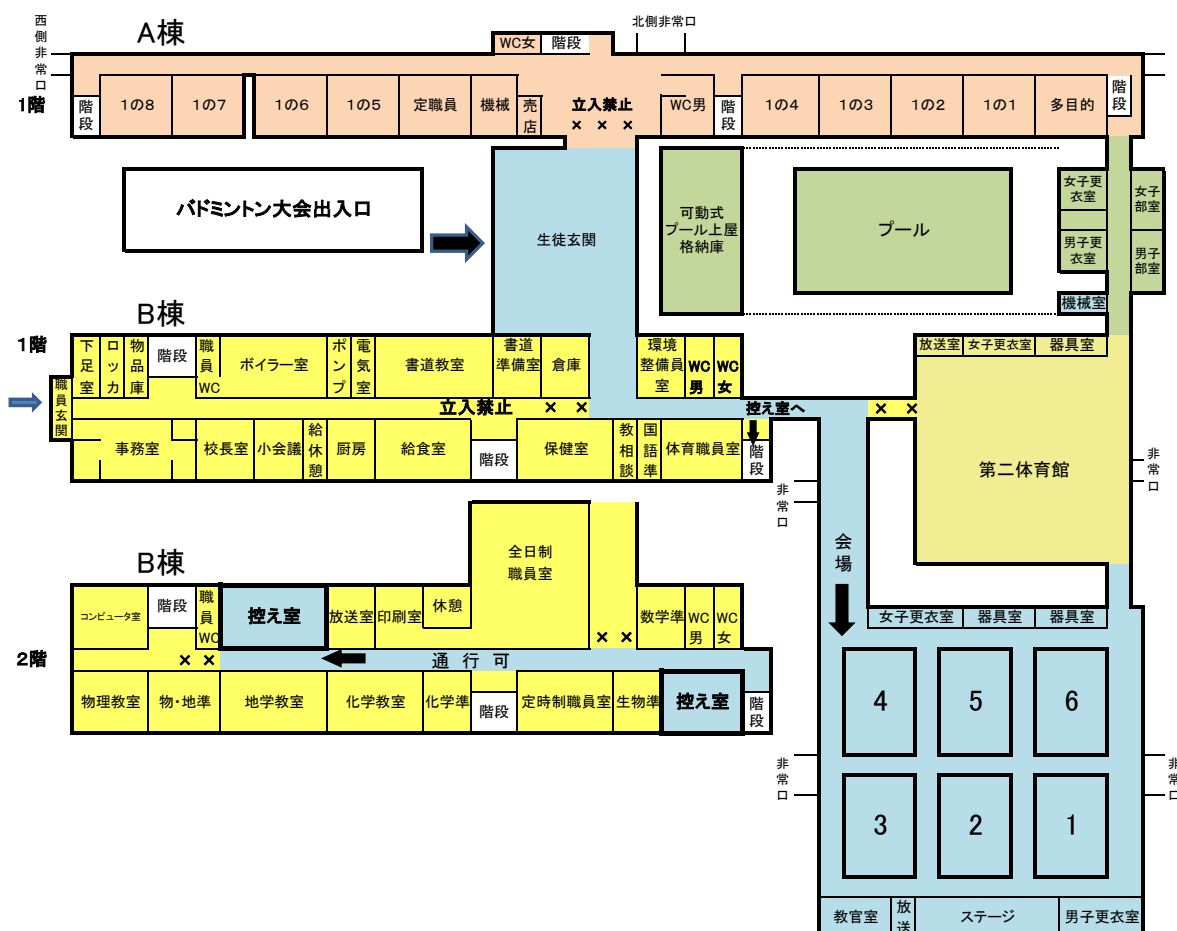 西側非常口
A棟
北側非常口
WC女
階段
1階
階段
1の8
1の7
1の6
1の5
定職員
機械
売店
立入禁止
× × ×
WC男
階段
1の4
1の3
1の2
1の1
多目的
階段
バドミントン大会出入口
生徒玄関
可動式
プール上屋
格納庫
プール
女子更
衣室
男子更
衣室
女子
部室
男子
部室
機械室
B棟
1階
下足室
ロッカ
物品庫
階段
職員
WC
ボイラー室
ポンプ
電気室
書道教室
書道
準備室
倉庫
環境
整備員
室
WC
男
WC
女
放送室
女子更衣室
器具室
職員玄関
立入禁止
× ×
控え室へ
× ×
事務室
校長室
小会議
給休憩
厨房
給食室
階段
保健室
教相談
国語準
体育職員室
階段
第二体育館
非常口
非常口
会場
B棟
2階
コンピュータ室
階段
職員
WC
控え室
放送室
印刷室
休憩
全日制
職員室
数学準
WC
男
WC
女
× ×
通行可
× ×
物理教室
物・地準
地学教室
化学教室
化学準
階段
定時制職員室
生物準
控え室
階段
女子更衣室
器具室
器具室
4
5
6
非常口
非常口
3
2
1
教官室
放送
ステージ
男子更衣室